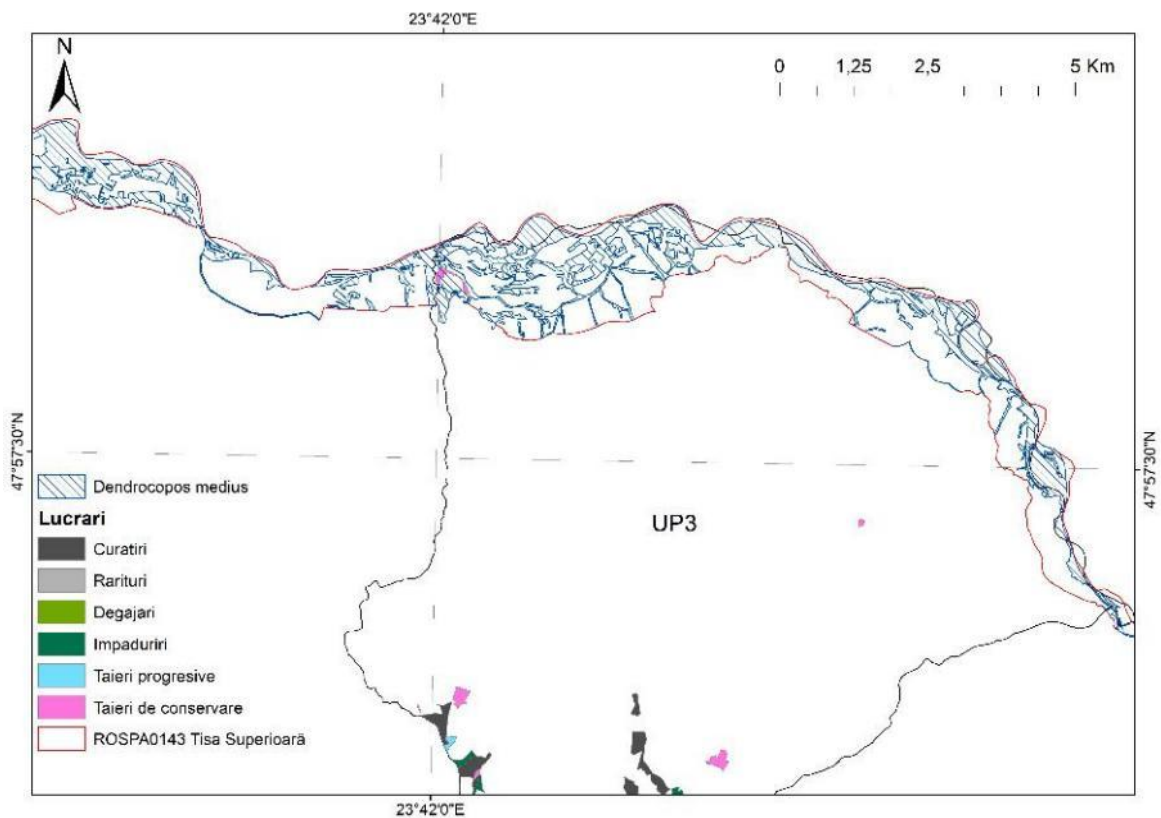 23°42'0"E
N
0 1,25 2,5 5 Km
47°57'30"N
47°57'30"N
Dendrocopos medius
Lucrari
Curatiri
Rarituri
Degajari
Impaduriri
Taieri progresive
Taieri de conservare
ROSPA0143 Tisa Superioară
UP3
23°42'0"E